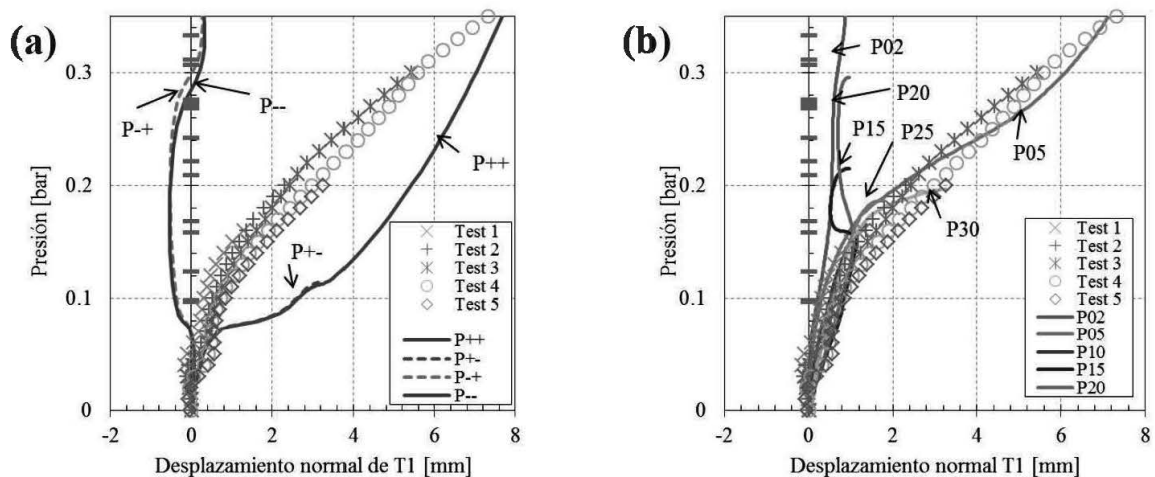 (a)
Presión [bar]
0.3
0.2
0.1
0
P-+
P--
P++
P+-
Test 1
Test 2
Test 3
Test 4
Test 5
P++
P+-
P-+
P--
-2 0 2 4 6 8
Desplazamiento normal de T1 [mm]
(b)
Presión [bar]
0.3
0.2
0.1
0
P02
P20
P15
P25
P05
P30
Test 1
Test 2
Test 3
Test 4
Test 5
P02
P05
P10
P15
P20
-2 0 2 4 6 8
Desplazamiento normal T1 [mm]